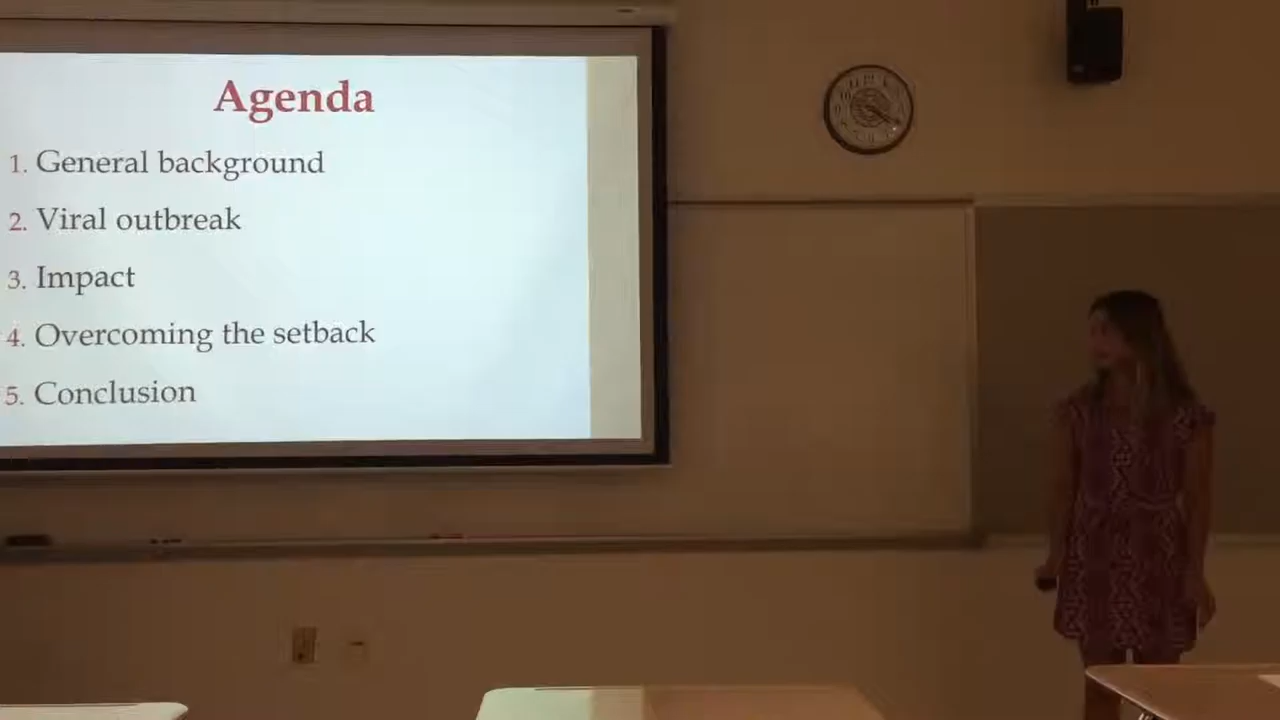 Agenda
1. General background
2. Viral outbreak
3. Impact
4. Overcoming the setback
5. Conclusion